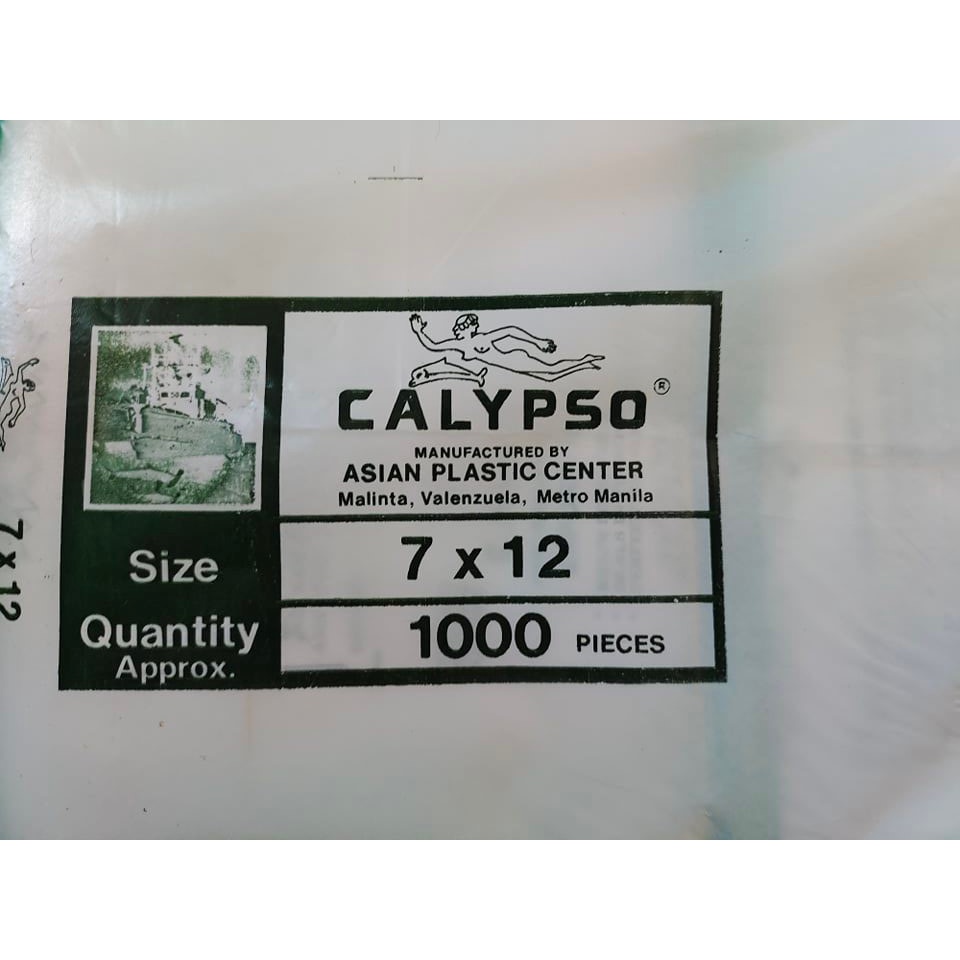 CALYPSO®
MANUFACTURED BY
ASIAN PLASTIC CENTER
Malinta, Valenzuela, Metro Manila
Size 7 x 12
Quantity Approx. 1000 PIECES
7 x 12